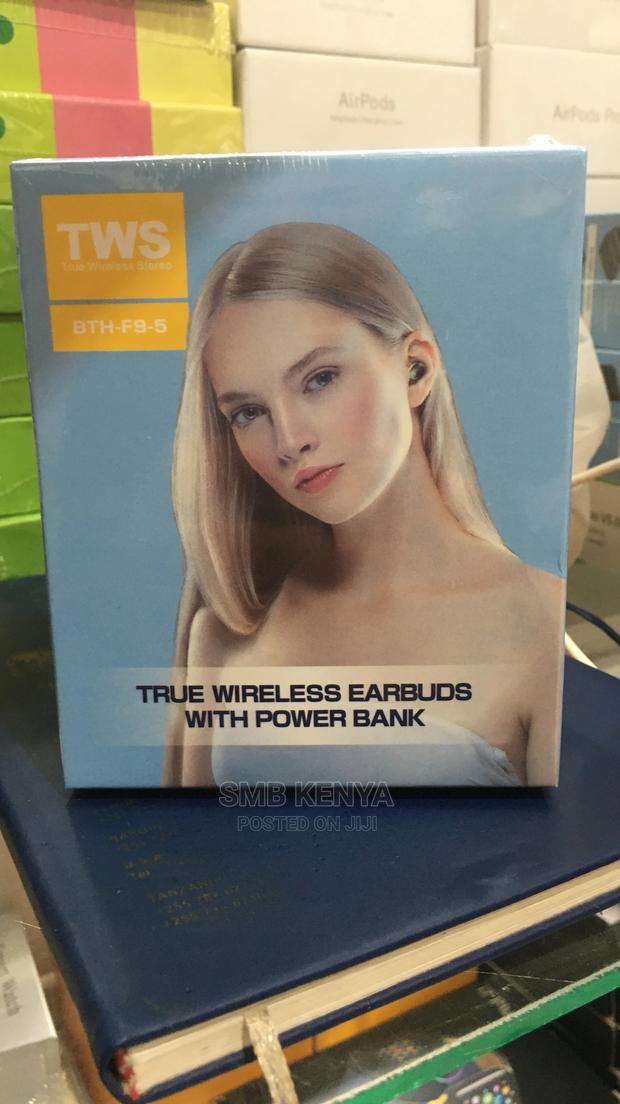 AirPods
AirPods Pro
TWS
True Wireless Stereo
BTH-F9-5
TRUE WIRELESS EARBUDS
WITH POWER BANK
SMB KENYA
POSTED ON JIJI